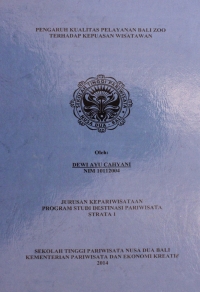 PENGARUH KUALITAS PELAYANAN BALI ZOO
TERHADAP KEPUASAN WISATAWAN
Oleh:
DEWI AYU CAHYANI
NIM 10112004
JURUSAN KEPARIWISATAAN
PROGRAM STUDI DESTINASI PARIWISATA
STRATA 1
SEKOLAH TINGGI PARIWISATA NUSA DUA BALI
KEMENTERIAN PARIWISATA DAN EKONOMI KREATIF
2014